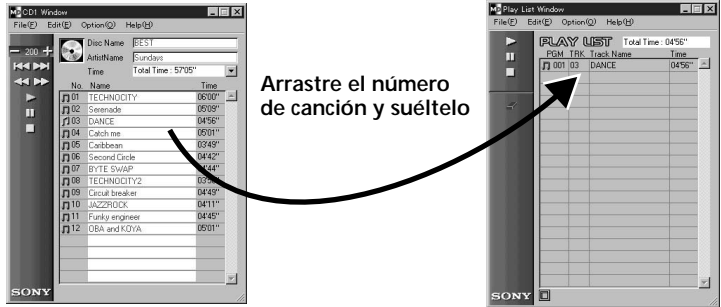 CD1 Window
File(F) Edit(E) Option(O) Help(H)
200
Disc Name BEST
ArtistName Sundays
Time Total Time : 57'05"
No. Name Time
01 TECHNOCITY 06'00"
02 Serenade 05'09"
03 DANCE 04'56"
04 Catch me 05'01"
05 Caribbean 03'49"
06 Second Circle 04'42"
07 BYTE SWAP 44"
08 TECHNOCITY2
09 Circuit breaker 04'49"
10 JAZZROCK 04'11"
11 Funky engineer 04'45"
12 OBA and KOYA 05'01"
SONY
Arrastre el número
de canción y suéltelo
Play List Window
File(F) Edit(E) Option(O) Help(H)
PLAY LIST Total Time : 04'56"
PGM TRK Track Name Time
001 03 DANCE 04'56"
SONY